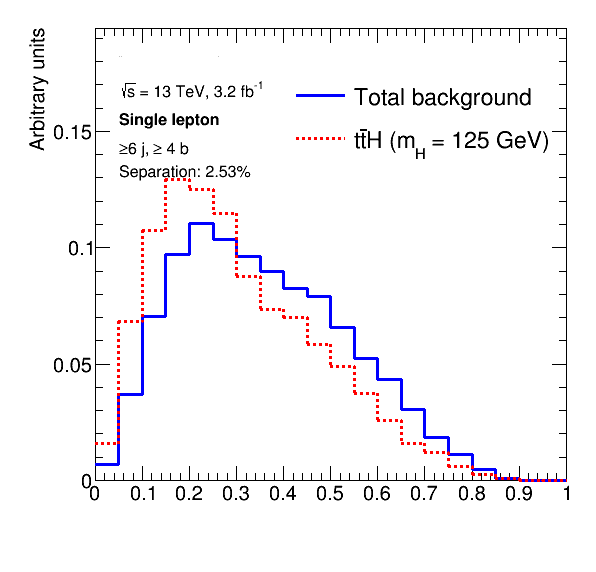 Arbitrary units
√s = 13 TeV, 3.2 fb⁻¹
Single lepton
≥6 j, ≥ 4 b
Separation: 2.53%
Total background
tt̄H (m_H = 125 GeV)
0.15
0.1
0.05
0
0 0.1 0.2 0.3 0.4 0.5 0.6 0.7 0.8 0.9 1